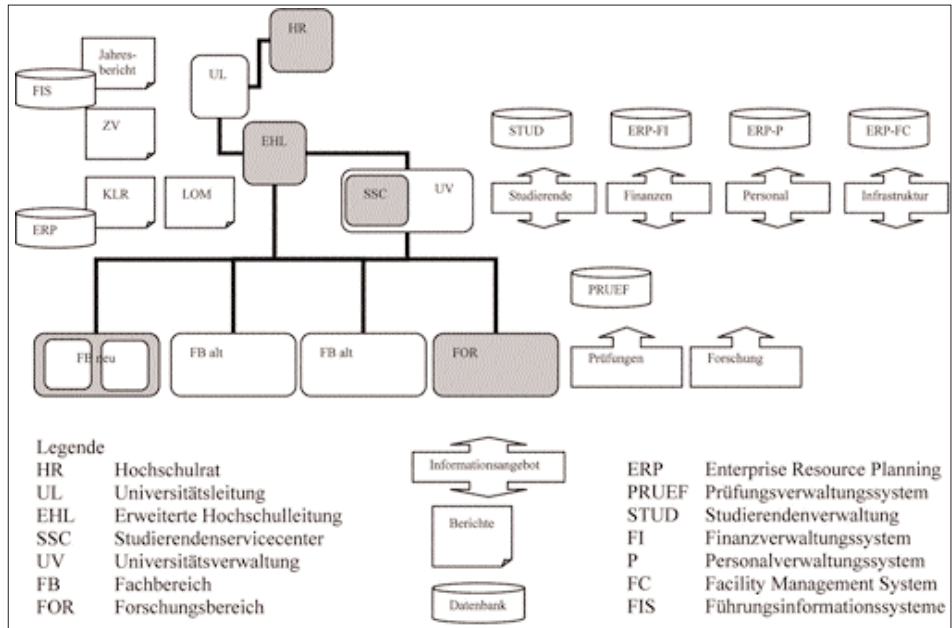 HR
Jahres-
bericht
UL
FIS
ZV
EHL
STUD
ERP-FI
ERP-P
ERP-FC
KLR
LOM
SSC
UV
Studierende
Finanzen
Personal
Infrastruktur
ERP
PRUEF
FB neu
FB alt
FB alt
FOR
Prüfungen
Forschung
Legende
HR Hochschulrat
UL Universitätsleitung
EHL Erweiterte Hochschulleitung
SSC Studierendenservicecenter
UV Universitätsverwaltung
FB Fachbereich
FOR Forschungsbereich
Informationsangebot
Berichte
Datenbank
ERP Enterprise Resource Planning
PRUEF Prüfungsverwaltungssystem
STUD Studierendenverwaltung
FI Finanzverwaltungssystem
P Personalverwaltungssystem
FC Facility Management System
FIS Führungsinformationssysteme